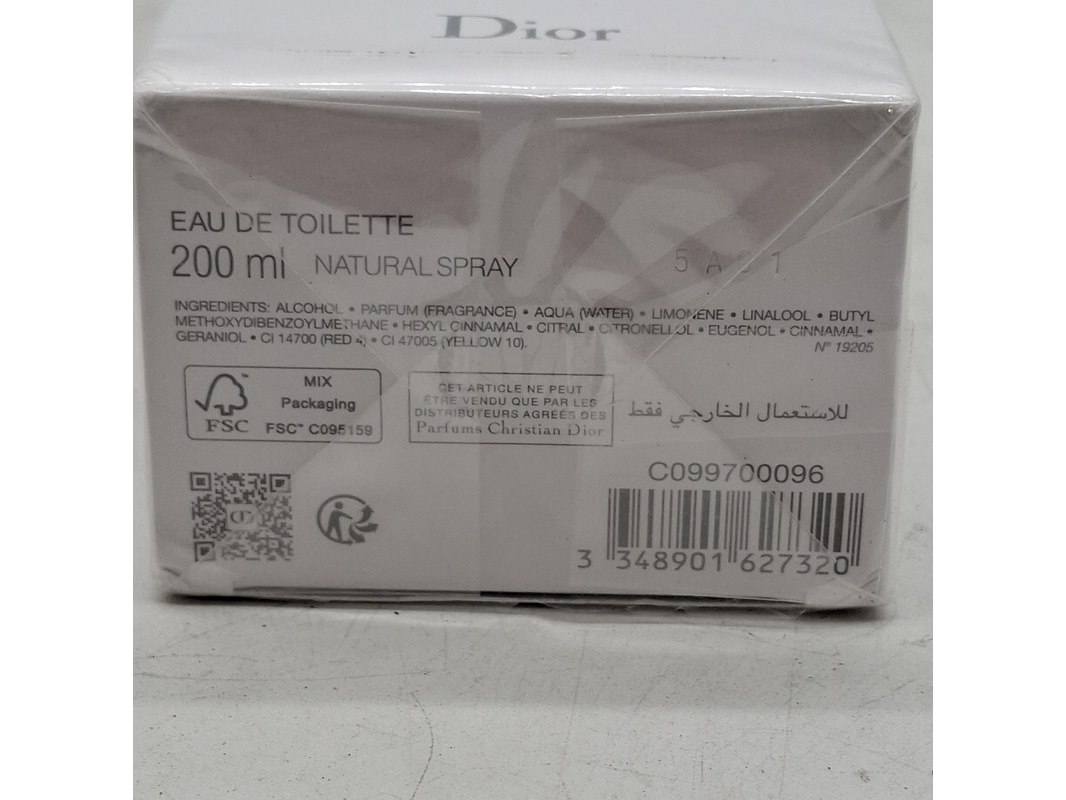 Dior
EAU DE TOILETTE
200 ml NATURAL SPRAY
INGREDIENTS: ALCOHOL • PARFUM (FRAGRANCE) • AQUA (WATER) • LIMONENE • LINALOOL • BUTYL
METHOXYDIBENZOYLMETHANE • HEXYL CINNAMAL • CITRAL • CITRONELLOL • EUGENOL • CINNAMAL •
GERANIOL • CI 14700 (RED 4) • CI 47005 (YELLOW 10).
N° 19205
MIX
Packaging
FSC™ C095159
FSC
CET ARTICLE NE PEUT
ÊTRE VENDU QUE PAR LES
DISTRIBUTEURS AGRÉÉS DES
Parfums Christian Dior
للاستعمال الخارجي فقط
C099700096
3 348901 627320